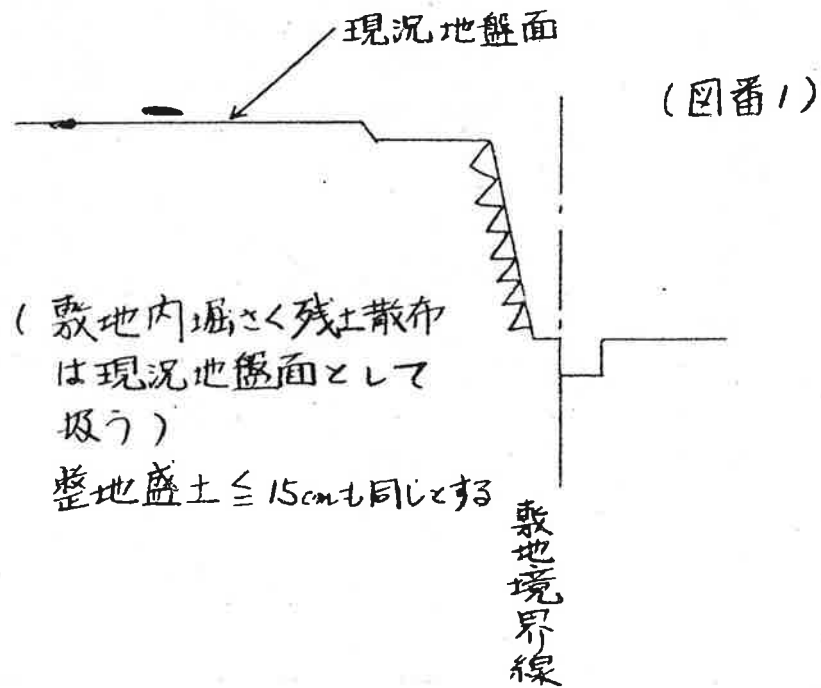 現況地盤面
(図番1)
(敷地内堀さく残土散布
は現況地盤面として
扱う)
整地盛土≦15cmも同じとする
敷地境界線